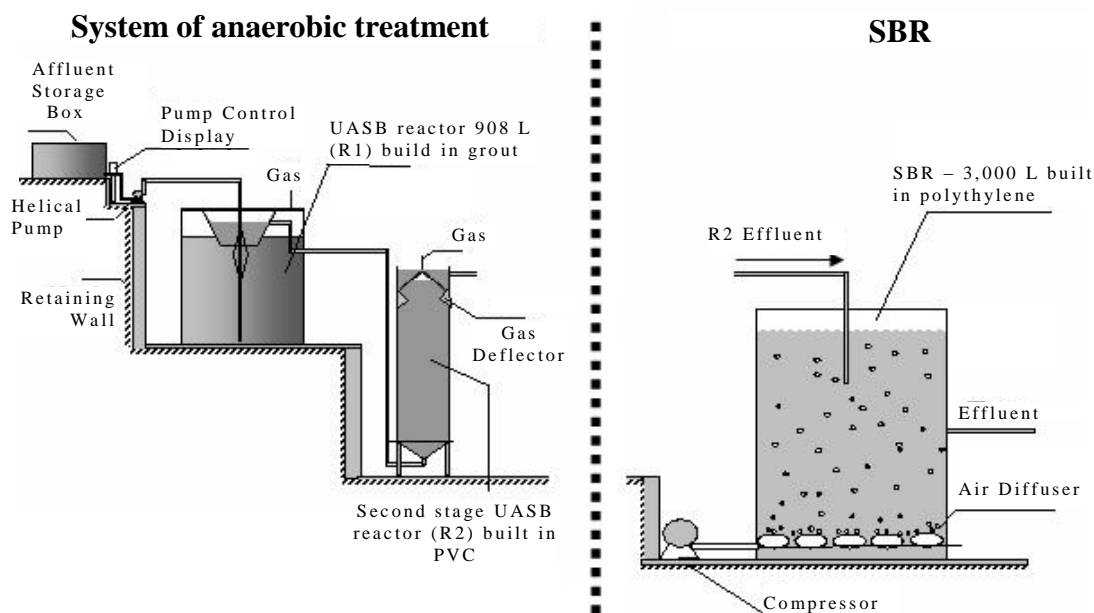 System of anaerobic treatment
Affluent
Storage
Box
Pump Control
Display
UASB reactor 908 L
(R1) build in grout
Gas
Helical
Pump
Gas
Retaining
Wall
Gas
Deflector
Second stage UASB
reactor (R2) built in
PVC
SBR
SBR – 3,000 L built
in polythylene
R2 Effluent
Effluent
Air Diffuser
Compressor